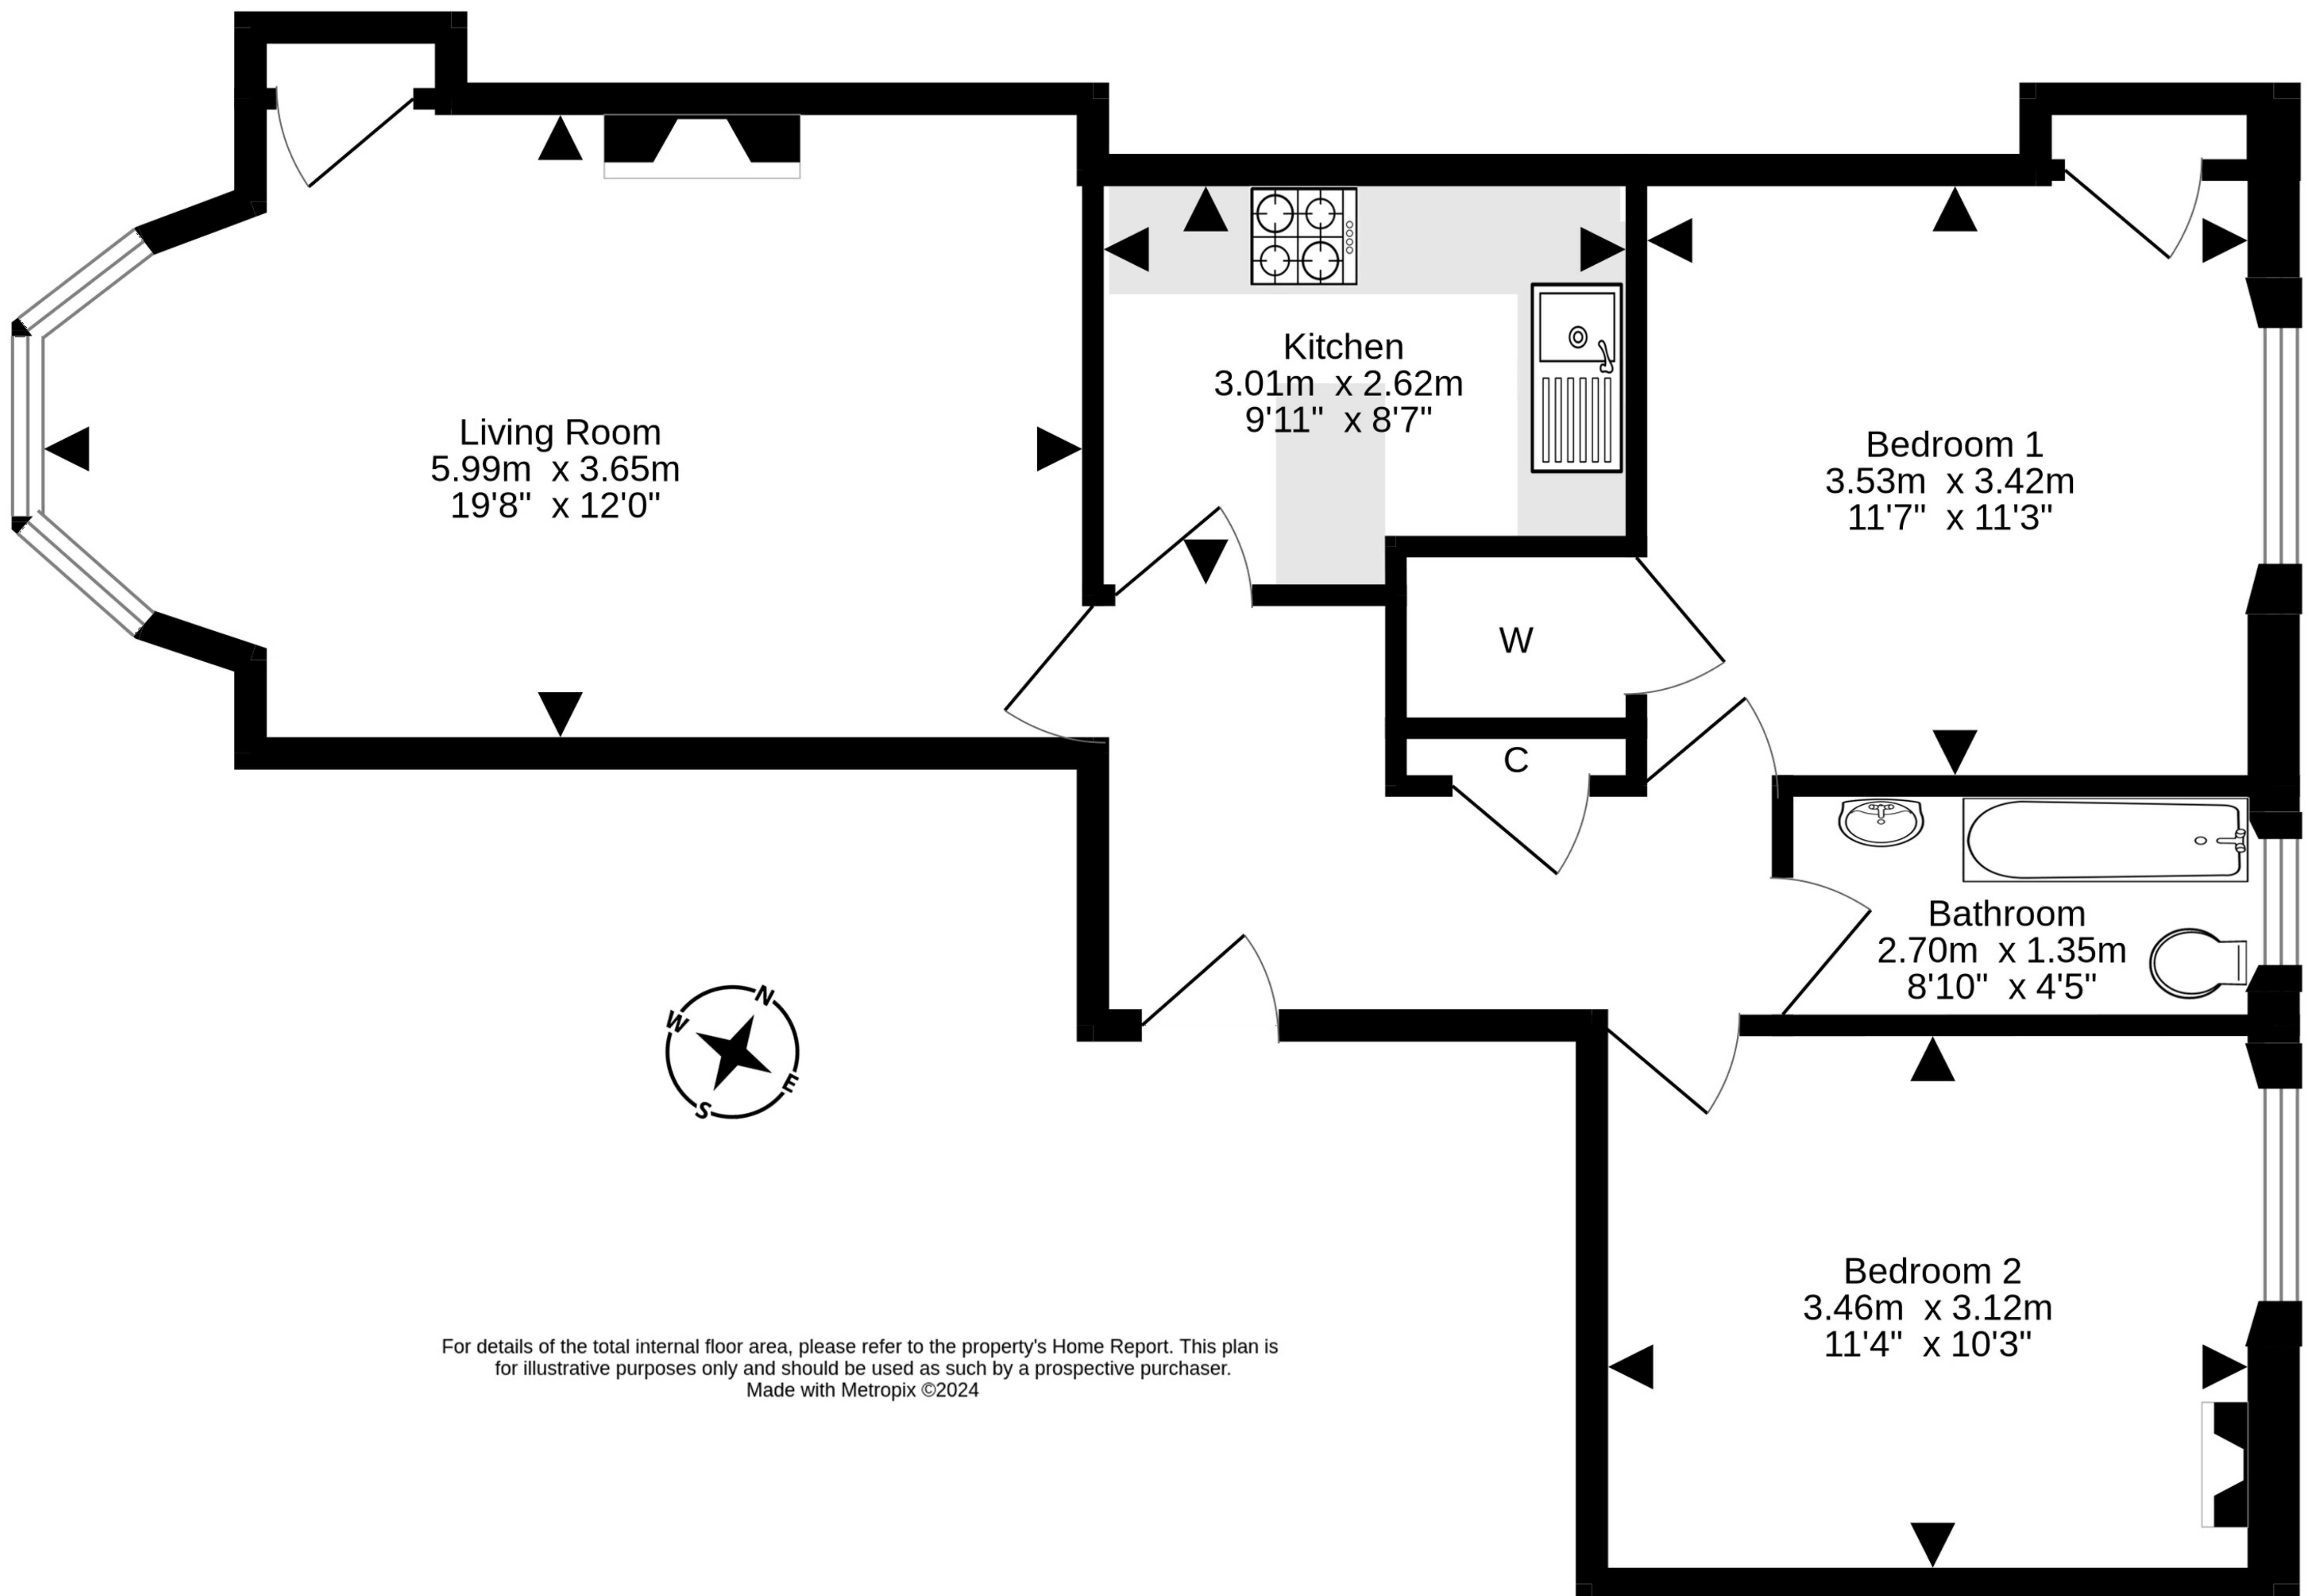 Kitchen
3.01m x 2.62m
9'11" x 8'7"
Living Room
5.99m x 3.65m
19'8" x 12'0"
Bedroom 1
3.53m x 3.42m
11'7" x 11'3"
W
C
Bathroom
2.70m x 1.35m
8'10" x 4'5"
N
W
E
S
Bedroom 2
3.46m x 3.12m
11'4" x 10'3"
For details of the total internal floor area, please refer to the property's Home Report. This plan is
for illustrative purposes only and should be used as such by a prospective purchaser.
Made with Metropix ©2024